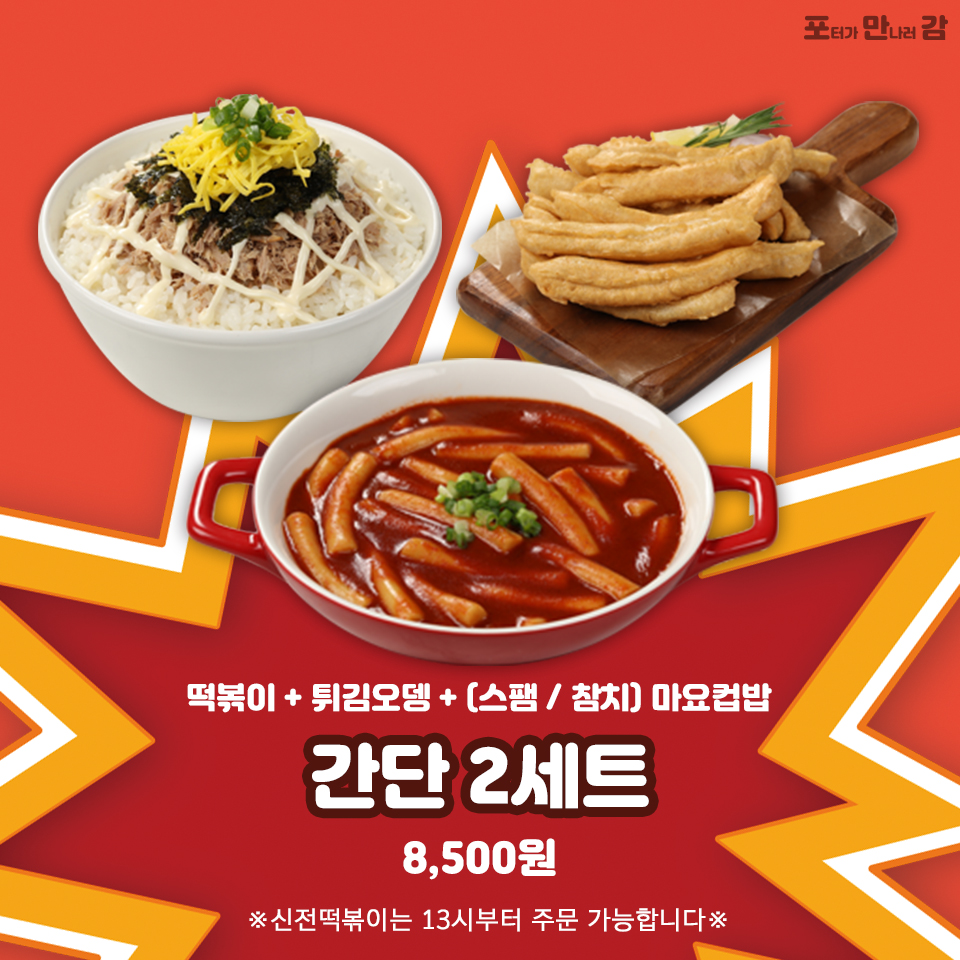 포터가 만나러 감
떡볶이 + 튀김오뎅 + (스팸 / 참치) 마요컵밥
간단 2세트
8,500원
※신전떡볶이는 13시부터 주문 가능합니다※